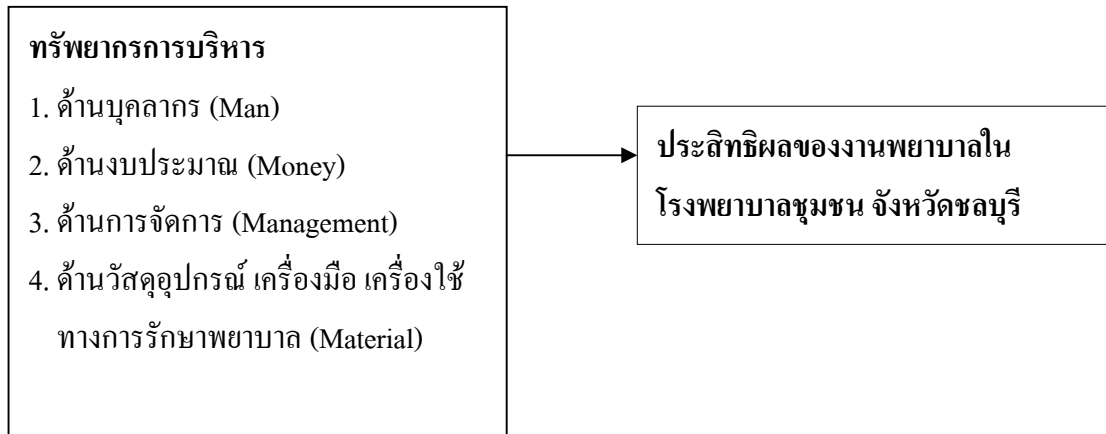 ทรัพยากรการบริหาร
1. ด้านบุคลากร (Man)
2. ด้านงบประมาณ (Money)
3. ด้านการจัดการ (Management)
4. ด้านวัสดุอุปกรณ์ เครื่องมือ เครื่องใช้
ทางการรักษาพยาบาล (Material)
ประสิทธิผลของงานพยาบาลใน
โรงพยาบาลชุมชน จังหวัดชลบุรี